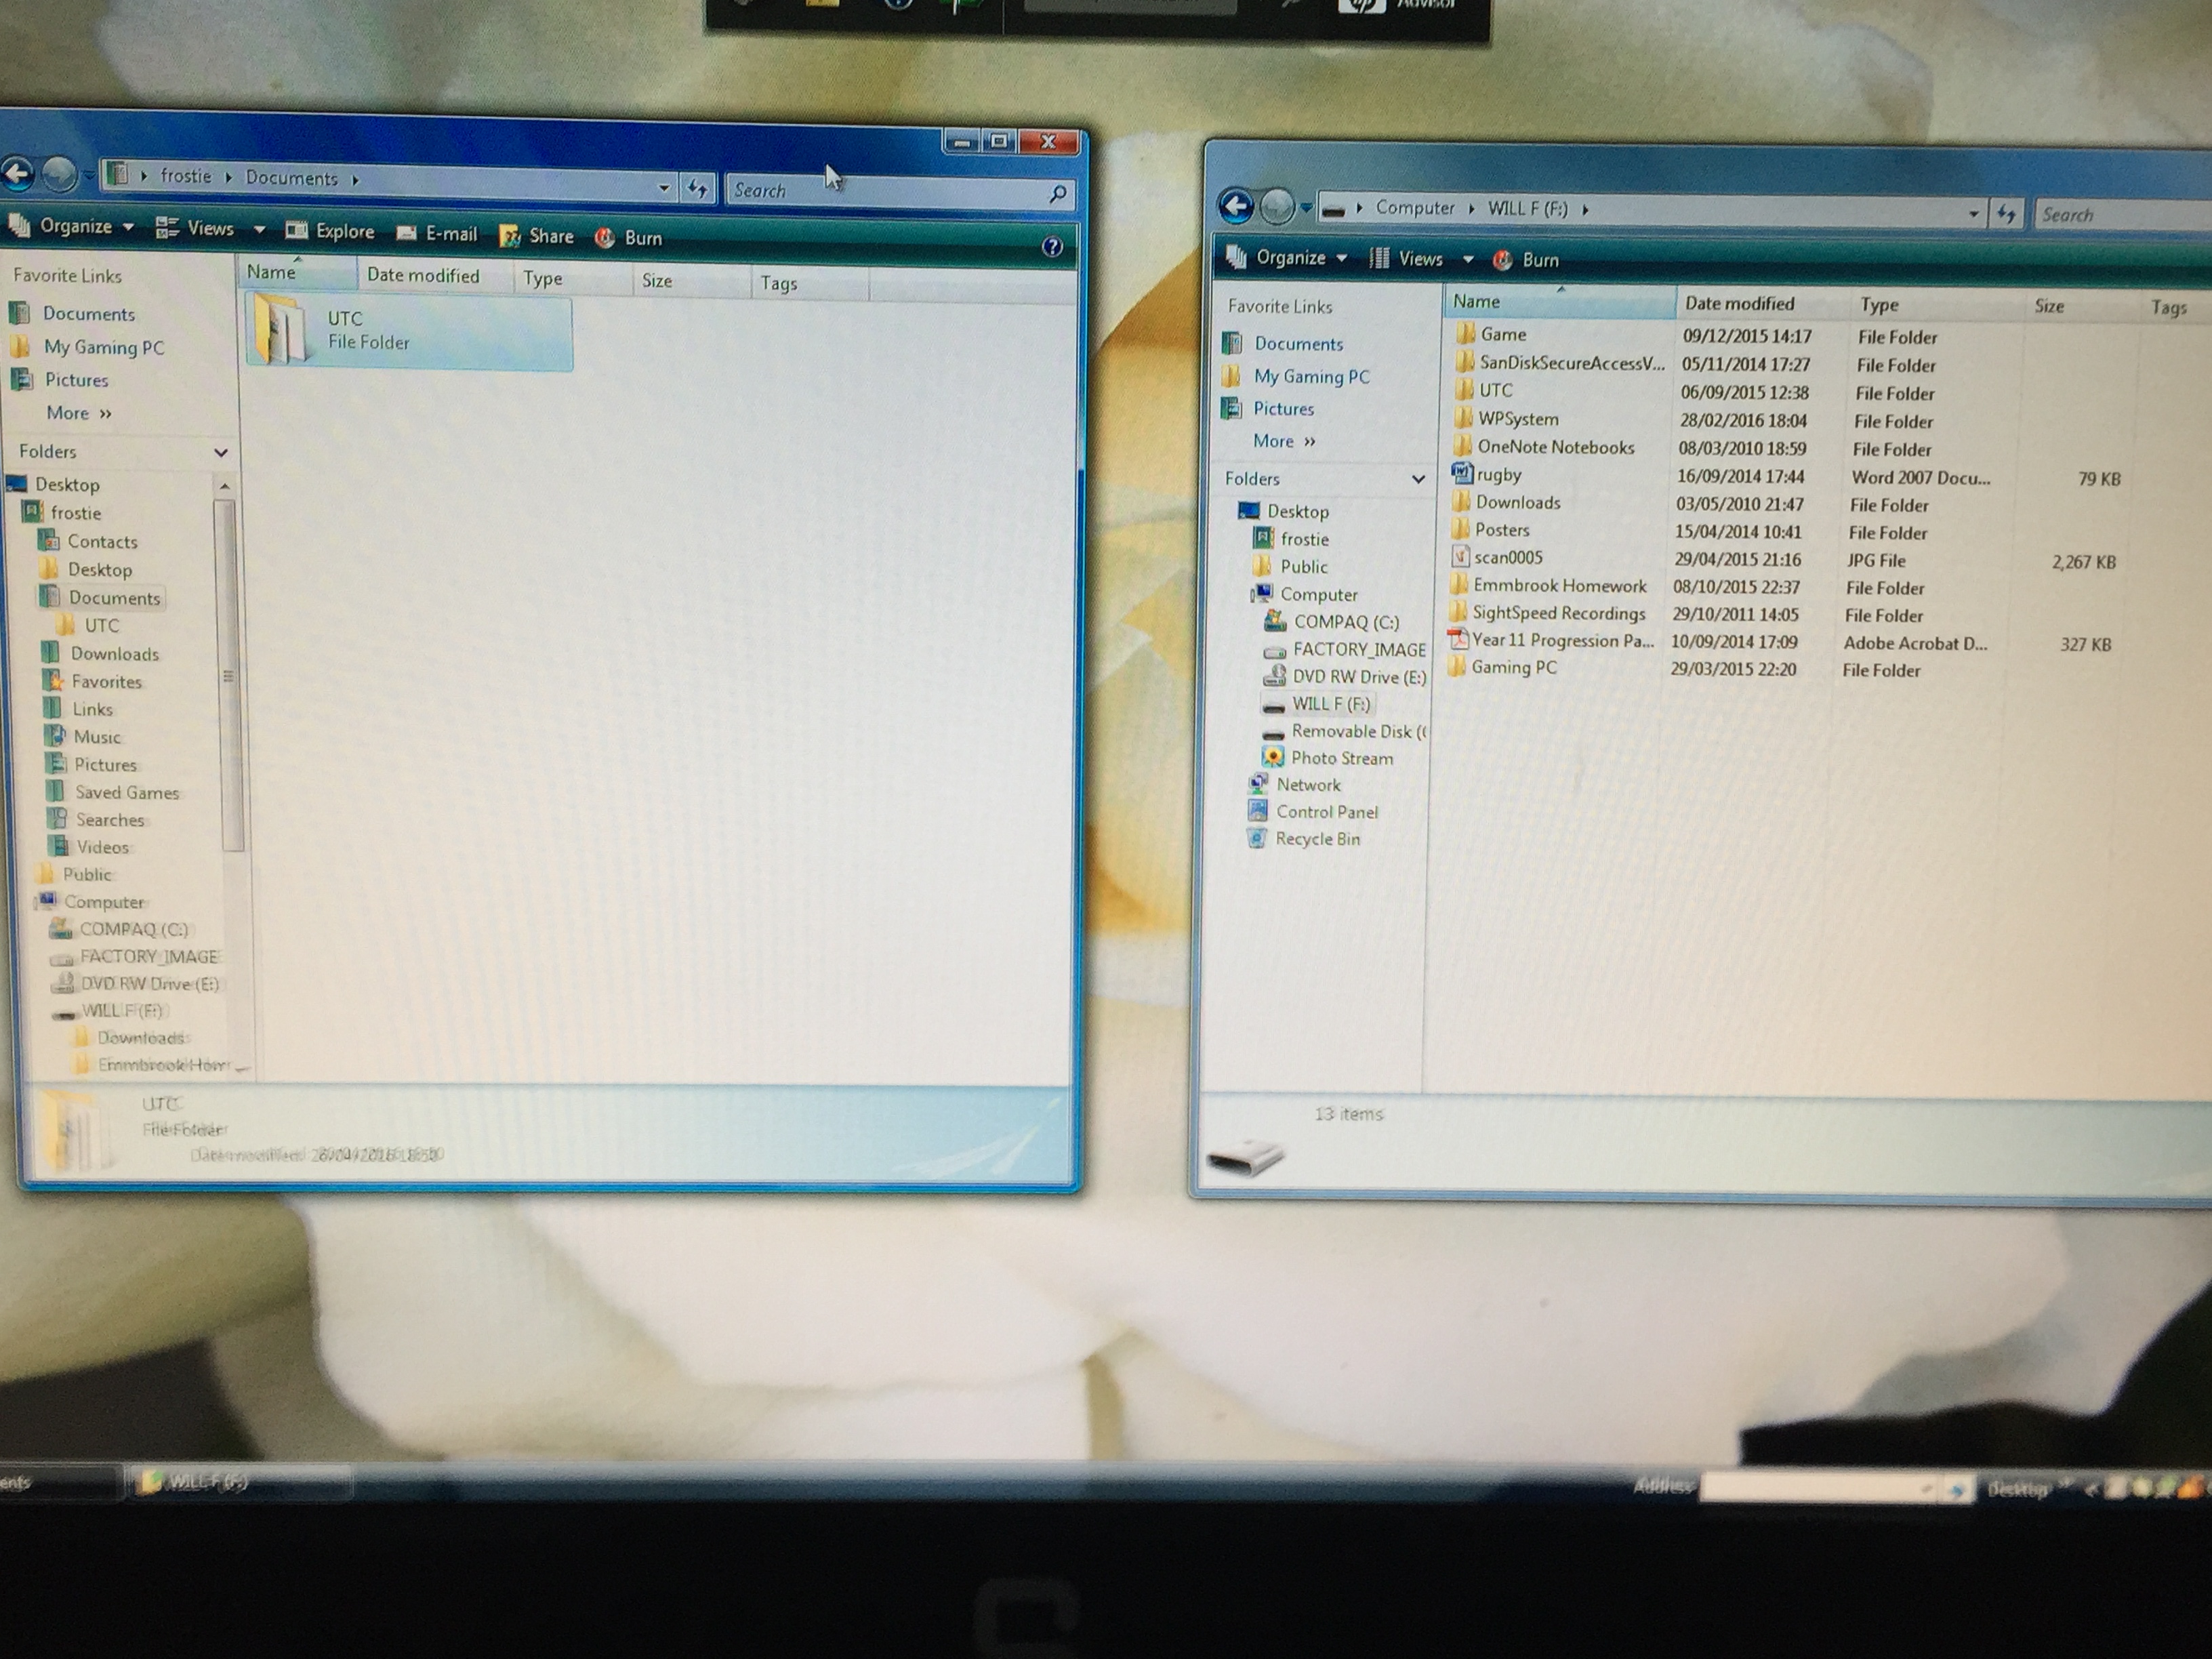 hp Advisor
frostie Documents
Search
Organize Views Explore E-mail Share Burn
Favorite Links
Documents
My Gaming PC
Pictures
More »
Folders
Desktop
frostie
Contacts
Desktop
Documents
UTC
Downloads
Favorites
Links
Music
Pictures
Saved Games
Searches
Videos
Public
Computer
COMPAQ (C:)
FACTORY_IMAGE
DVD RW Drive (E:)
WILL F (F:)
Downloads
Emmbrook Hom
Name Date modified Type Size Tags
UTC
File Folder
UTC
File Folder
Date modified: 26/04/2016
Computer WILL F (F:)
Search
Organize Views Burn
Favorite Links
Documents
My Gaming PC
Pictures
More »
Folders
Desktop
frostie
Public
Computer
COMPAQ (C:)
FACTORY_IMAGE
DVD RW Drive (E:)
WILL F (F:)
Removable Disk (
Photo Stream
Network
Control Panel
Recycle Bin
Name Date modified Type Size Tags
Game 09/12/2015 14:17 File Folder
SanDiskSecureAccessV... 05/11/2014 17:27 File Folder
UTC 06/09/2015 12:38 File Folder
WPSystem 28/02/2016 18:04 File Folder
OneNote Notebooks 08/03/2010 18:59 File Folder
rugby 16/09/2014 17:44 Word 2007 Docu... 79 KB
Downloads 03/05/2010 21:47 File Folder
Posters 15/04/2014 10:41 File Folder
scan0005 29/04/2015 21:16 JPG File 2,267 KB
Emmbrook Homework 08/10/2015 22:37 File Folder
SightSpeed Recordings 29/10/2011 14:05 File Folder
Year 11 Progression Pa... 10/09/2014 17:09 Adobe Acrobat D... 327 KB
Gaming PC 29/03/2015 22:20 File Folder
13 items
ents WILL F (F:) Address Desktop »